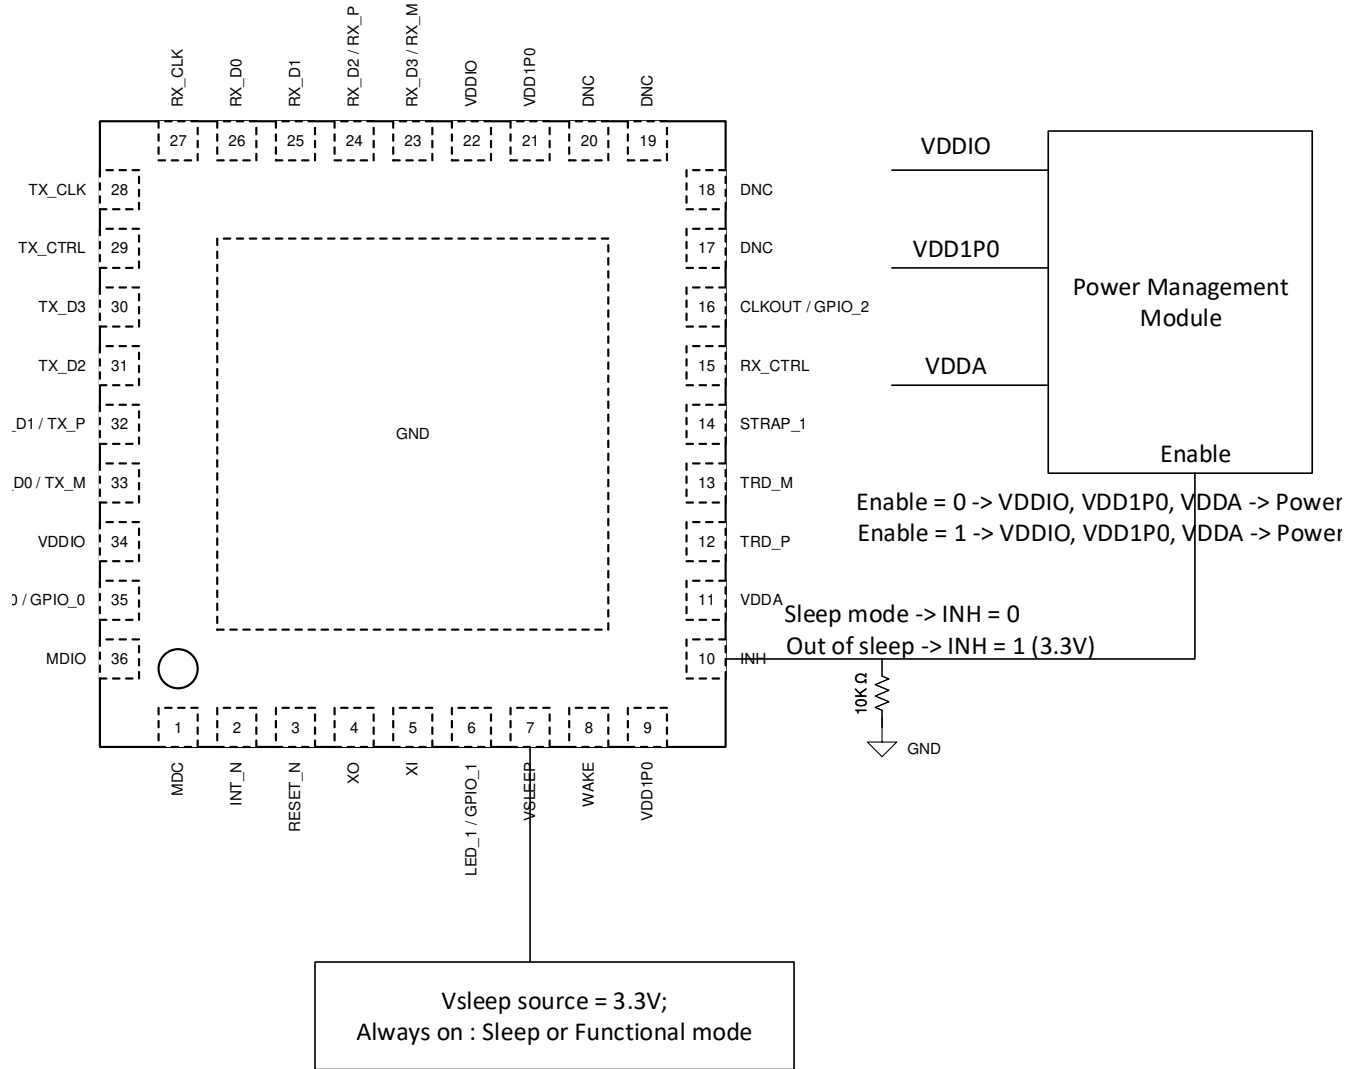 RX_CLK
RX_D0
RX_D1
RX_D2 / RX_P
RX_D3 / RX_M
VDDIO
VDD1P0
DNC
DNC
27 26 25 24 23 22 21 20 19
TX_CLK 28
TX_CTRL 29
TX_D3 30
TX_D2 31
_D1 / TX_P 32
_D0 / TX_M 33
VDDIO 34
0 / GPIO_0 35
MDIO 36
GND
18 DNC
17 DNC
16 CLKOUT / GPIO_2
15 RX_CTRL
14 STRAP_1
13 TRD_M
12 TRD_P
11 VDDA
10 INH
1 2 3 4 5 6 7 8 9
MDC
INT_N
RESET_N
XO
XI
LED_1 / GPIO_1
VSLEEP
WAKE
VDD1P0
VDDIO
VDD1P0
VDDA
Power Management
Module
Enable
Enable = 0 -> VDDIO, VDD1P0, VDDA -> Power
Enable = 1 -> VDDIO, VDD1P0, VDDA -> Power
Sleep mode -> INH = 0
Out of sleep -> INH = 1 (3.3V)
10K Ω
GND
Vsleep source = 3.3V;
Always on : Sleep or Functional mode